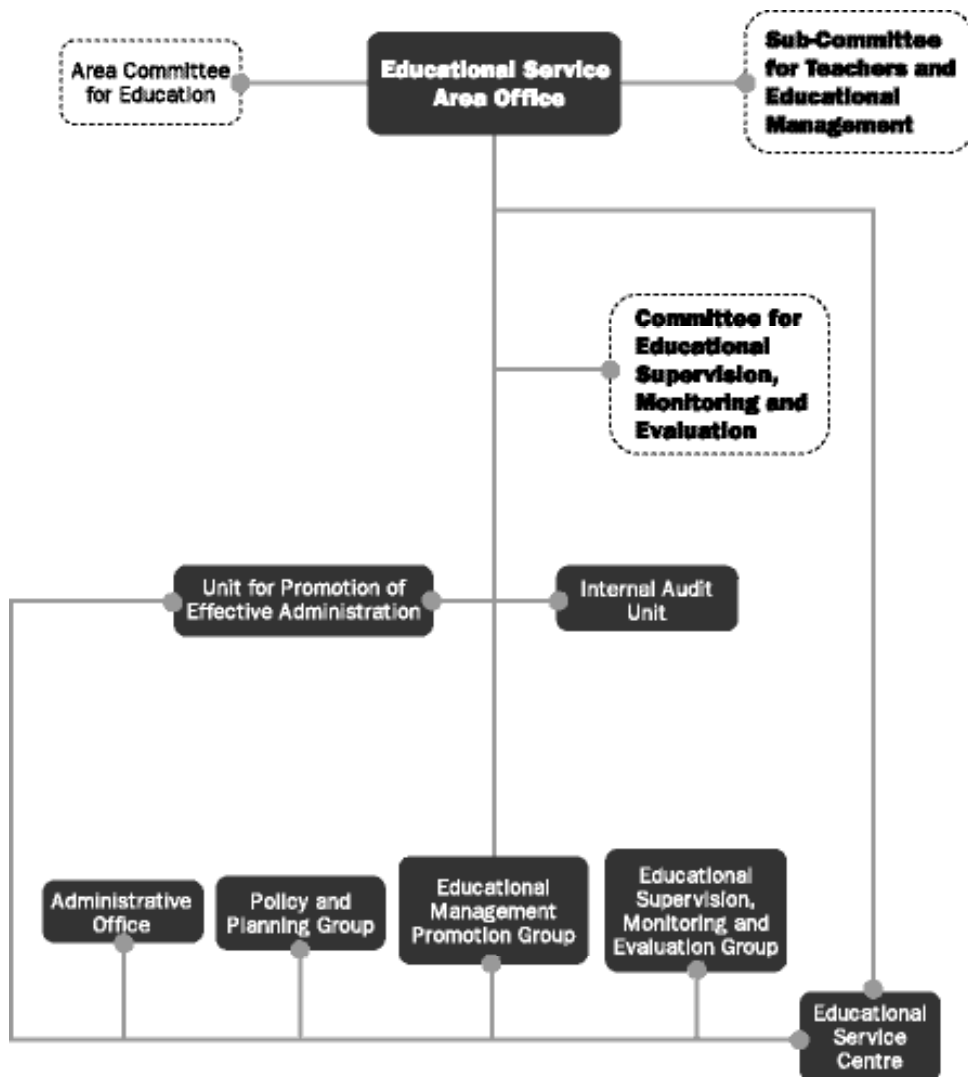 Area Committee
for Education
Educational Service
Area Office
Sub-Committee
for Teachers and
Educational
Management
Committee for
Educational
Supervision,
Monitoring and
Evaluation
Unit for Promotion of
Effective Administration
Internal Audit
Unit
Administrative
Office
Policy and
Planning Group
Educational
Management
Promotion Group
Educational
Supervision,
Monitoring and
Evaluation Group
Educational
Service
Centre